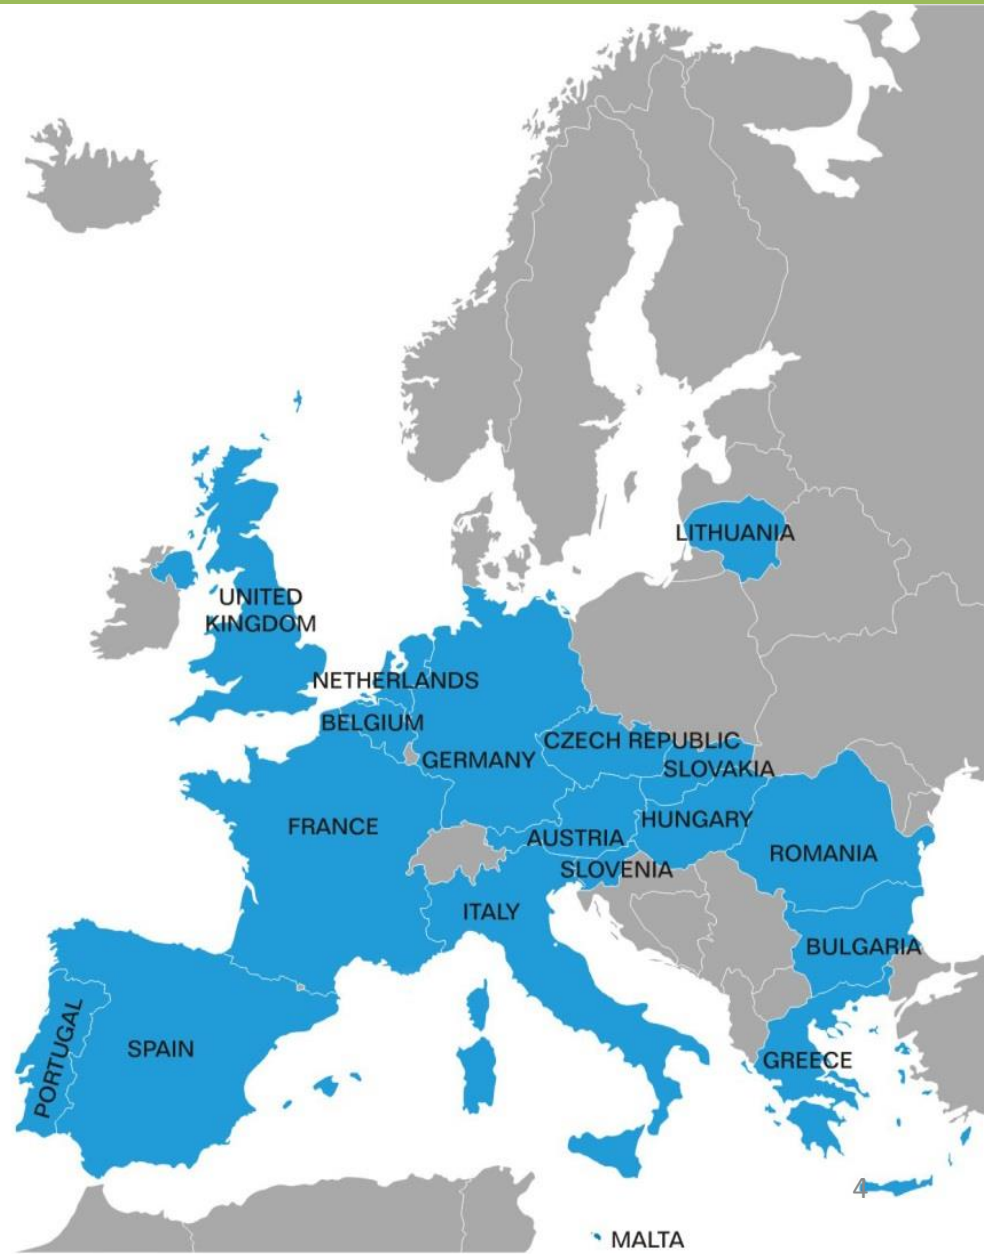 LITHUANIA
UNITED
KINGDOM
NETHERLANDS
BELGIUM
CZECH REPUBLIC
GERMANY
SLOVAKIA
HUNGARY
FRANCE
AUSTRIA
ROMANIA
SLOVENIA
ITALY
BULGARIA
PORTUGAL
SPAIN
GREECE
4
MALTA